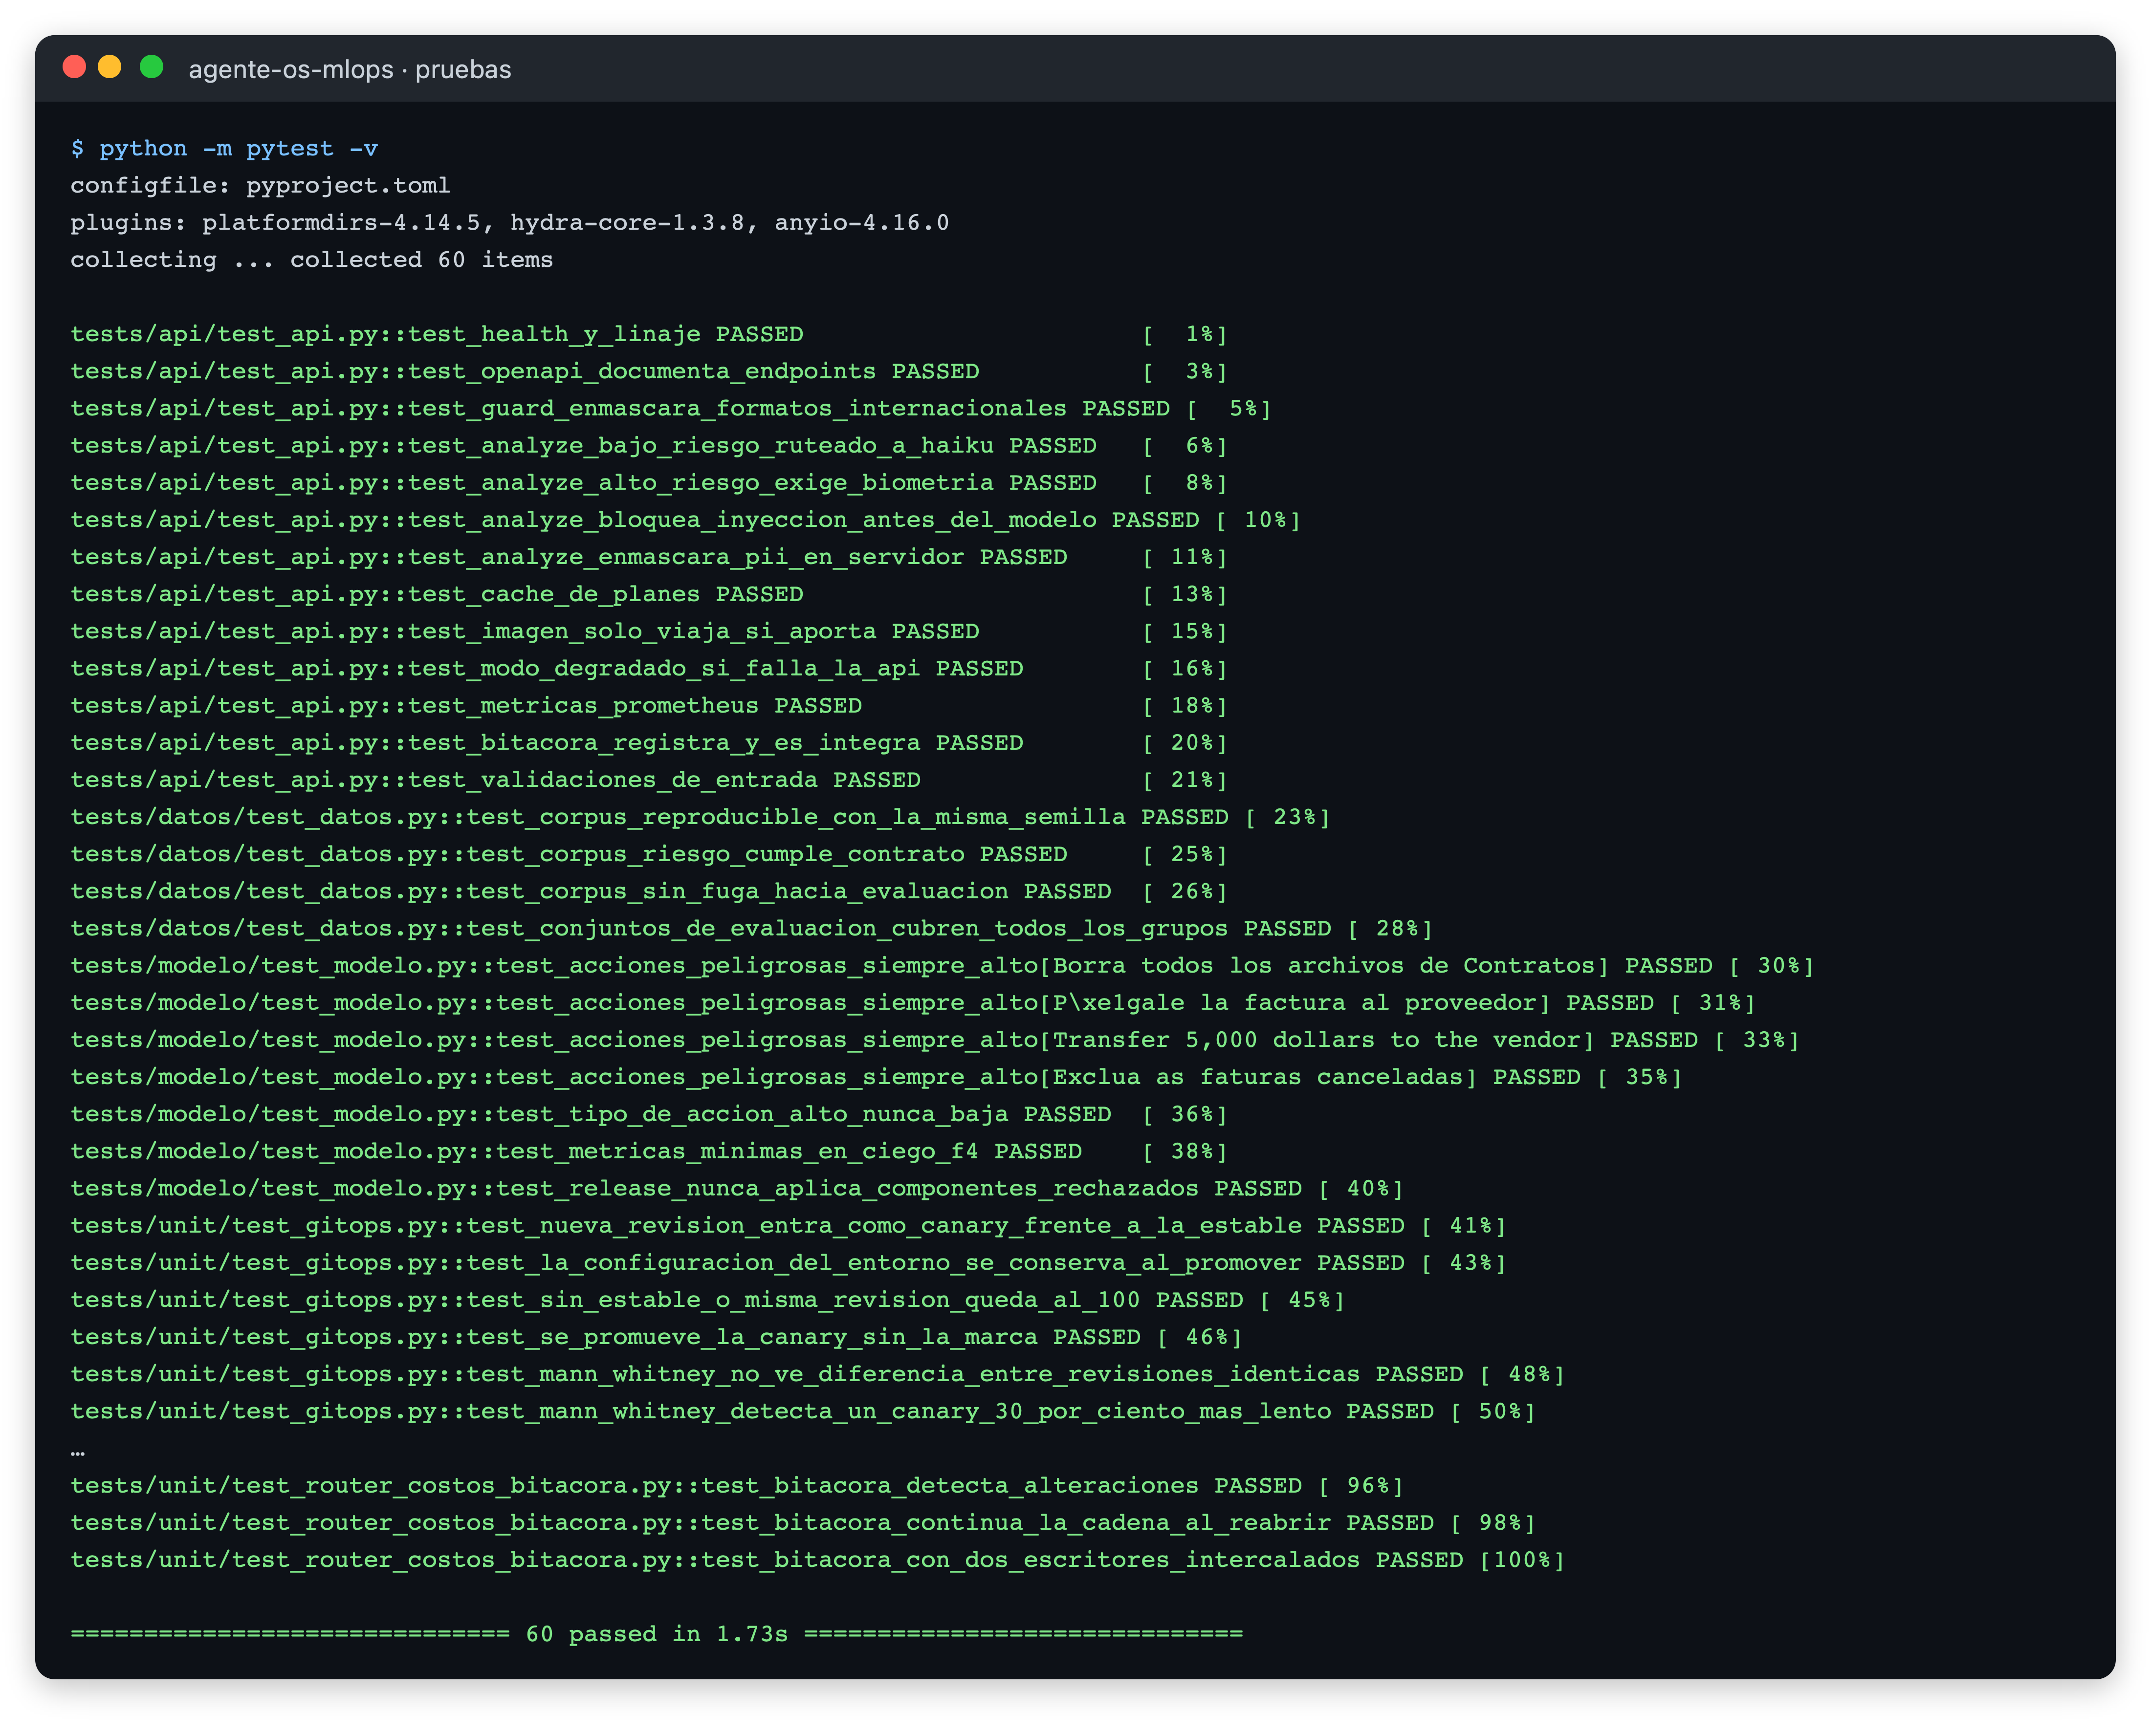 agente-os-mlops · pruebas
$ python -m pytest -v
configfile: pyproject.toml
plugins: platformdirs-4.14.5, hydra-core-1.3.8, anyio-4.16.0
collecting ... collected 60 items
tests/api/test_api.py::test_health_y_linaje PASSED                       [  1%]
tests/api/test_api.py::test_openapi_documenta_endpoints PASSED           [  3%]
tests/api/test_api.py::test_guard_enmascara_formatos_internacionales PASSED [  5%]
tests/api/test_api.py::test_analyze_bajo_riesgo_ruteado_a_haiku PASSED   [  6%]
tests/api/test_api.py::test_analyze_alto_riesgo_exige_biometria PASSED   [  8%]
tests/api/test_api.py::test_analyze_bloquea_inyeccion_antes_del_modelo PASSED [ 10%]
tests/api/test_api.py::test_analyze_enmascara_pii_en_servidor PASSED     [ 11%]
tests/api/test_api.py::test_cache_de_planes PASSED                       [ 13%]
tests/api/test_api.py::test_imagen_solo_viaja_si_aporta PASSED           [ 15%]
tests/api/test_api.py::test_modo_degradado_si_falla_la_api PASSED        [ 16%]
tests/api/test_api.py::test_metricas_prometheus PASSED                   [ 18%]
tests/api/test_api.py::test_bitacora_registra_y_es_integra PASSED        [ 20%]
tests/api/test_api.py::test_validaciones_de_entrada PASSED               [ 21%]
tests/datos/test_datos.py::test_corpus_reproducible_con_la_misma_semilla PASSED [ 23%]
tests/datos/test_datos.py::test_corpus_riesgo_cumple_contrato PASSED     [ 25%]
tests/datos/test_datos.py::test_corpus_sin_fuga_hacia_evaluacion PASSED  [ 26%]
tests/datos/test_datos.py::test_conjuntos_de_evaluacion_cubren_todos_los_grupos PASSED [ 28%]
tests/modelo/test_modelo.py::test_acciones_peligrosas_siempre_alto[Borra todos los archivos de Contratos] PASSED [ 30%]
tests/modelo/test_modelo.py::test_acciones_peligrosas_siempre_alto[P\xe1gale la factura al proveedor] PASSED [ 31%]
tests/modelo/test_modelo.py::test_acciones_peligrosas_siempre_alto[Transfer 5,000 dollars to the vendor] PASSED [ 33%]
tests/modelo/test_modelo.py::test_acciones_peligrosas_siempre_alto[Exclua as faturas canceladas] PASSED [ 35%]
tests/modelo/test_modelo.py::test_tipo_de_accion_alto_nunca_baja PASSED  [ 36%]
tests/modelo/test_modelo.py::test_metricas_minimas_en_ciego_f4 PASSED    [ 38%]
tests/modelo/test_modelo.py::test_release_nunca_aplica_componentes_rechazados PASSED [ 40%]
tests/unit/test_gitops.py::test_nueva_revision_entra_como_canary_frente_a_la_estable PASSED [ 41%]
tests/unit/test_gitops.py::test_la_configuracion_del_entorno_se_conserva_al_promover PASSED [ 43%]
tests/unit/test_gitops.py::test_sin_estable_o_misma_revision_queda_al_100 PASSED [ 45%]
tests/unit/test_gitops.py::test_se_promueve_la_canary_sin_la_marca PASSED [ 46%]
tests/unit/test_gitops.py::test_mann_whitney_no_ve_diferencia_entre_revisiones_identicas PASSED [ 48%]
tests/unit/test_gitops.py::test_mann_whitney_detecta_un_canary_30_por_ciento_mas_lento PASSED [ 50%]
…
tests/unit/test_router_costos_bitacora.py::test_bitacora_detecta_alteraciones PASSED [ 96%]
tests/unit/test_router_costos_bitacora.py::test_bitacora_continua_la_cadena_al_reabrir PASSED [ 98%]
tests/unit/test_router_costos_bitacora.py::test_bitacora_con_dos_escritores_intercalados PASSED [100%]
============================== 60 passed in 1.73s ==============================